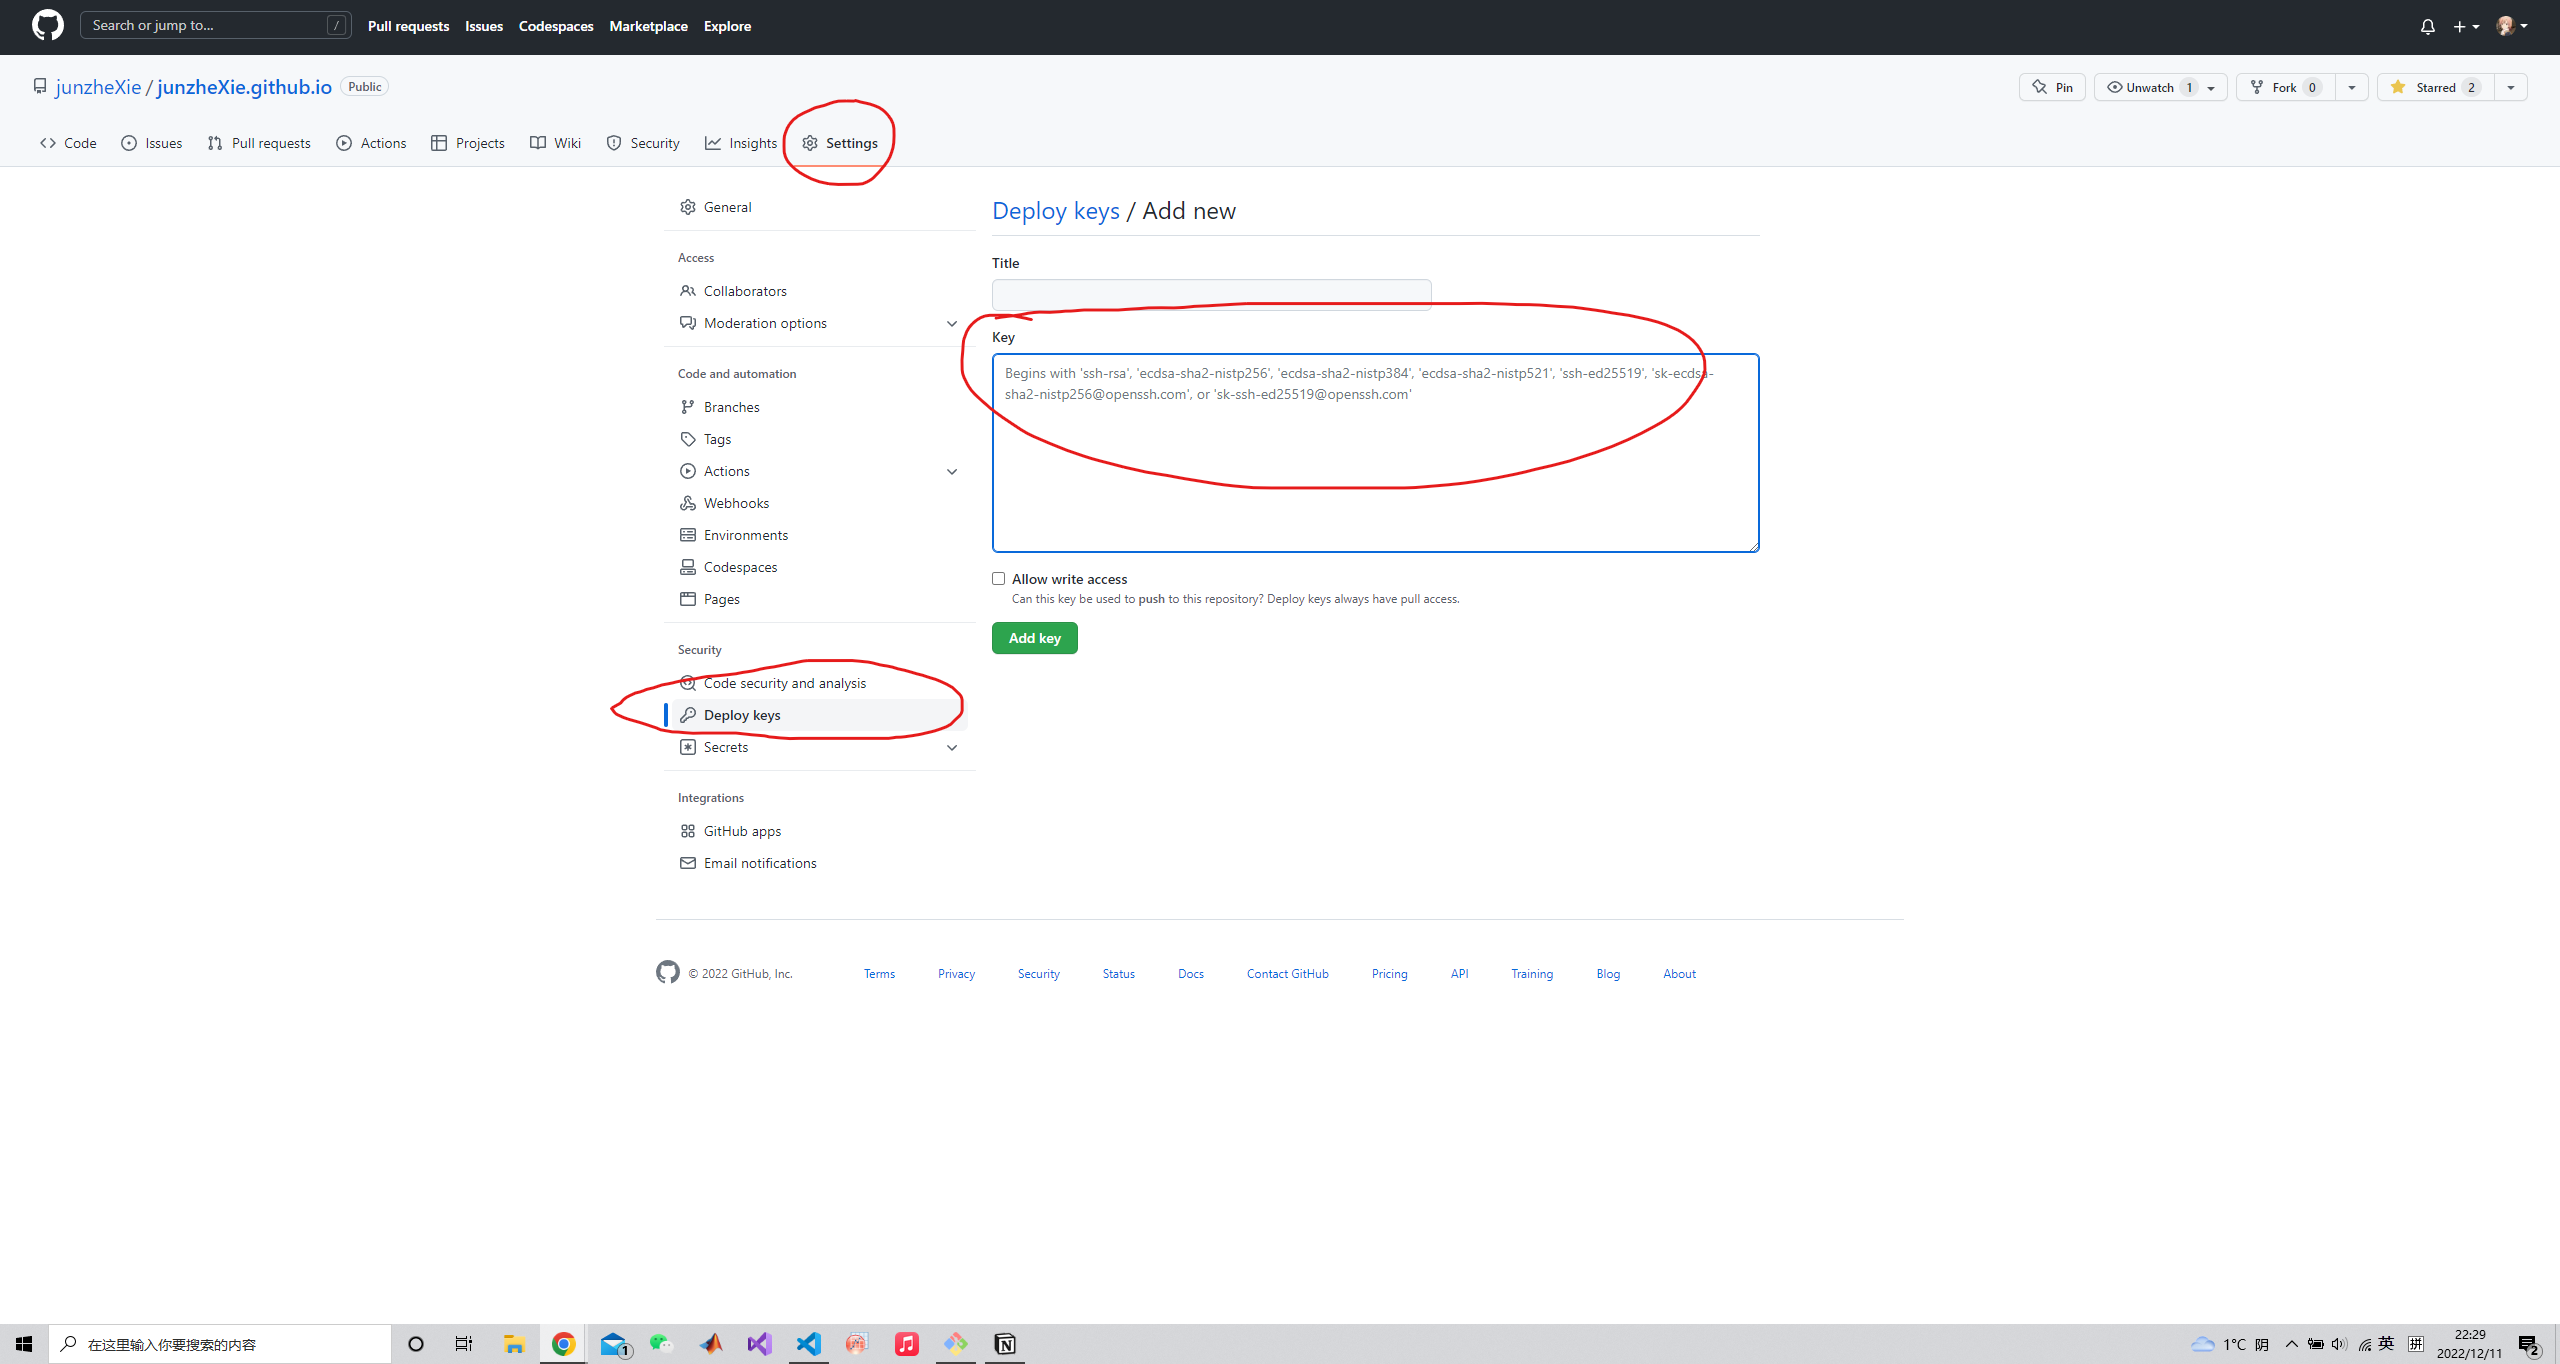 Search or jump to... /
Pull requests Issues Codespaces Marketplace Explore
junzheXie / junzheXie.github.io Public
Pin Unwatch 1 Fork 0 Starred 2
Code Issues Pull requests Actions Projects Wiki Security Insights Settings
General
Access
Collaborators
Moderation options
Code and automation
Branches
Tags
Actions
Webhooks
Environments
Codespaces
Pages
Security
Code security and analysis
Deploy keys
Secrets
Integrations
GitHub apps
Email notifications
Deploy keys / Add new
Title
Key
Begins with 'ssh-rsa', 'ecdsa-sha2-nistp256', 'ecdsa-sha2-nistp384', 'ecdsa-sha2-nistp521', 'ssh-ed25519', 'sk-ecdsa-
sha2-nistp256@openssh.com', or 'sk-ssh-ed25519@openssh.com'
Allow write access
Can this key be used to push to this repository? Deploy keys always have pull access.
Add key
© 2022 GitHub, Inc. Terms Privacy Security Status Docs Contact GitHub Pricing API Training Blog About
在这里输入你要搜索的内容
1
1°C 阴
英
拼
22:29
2022/12/11
2